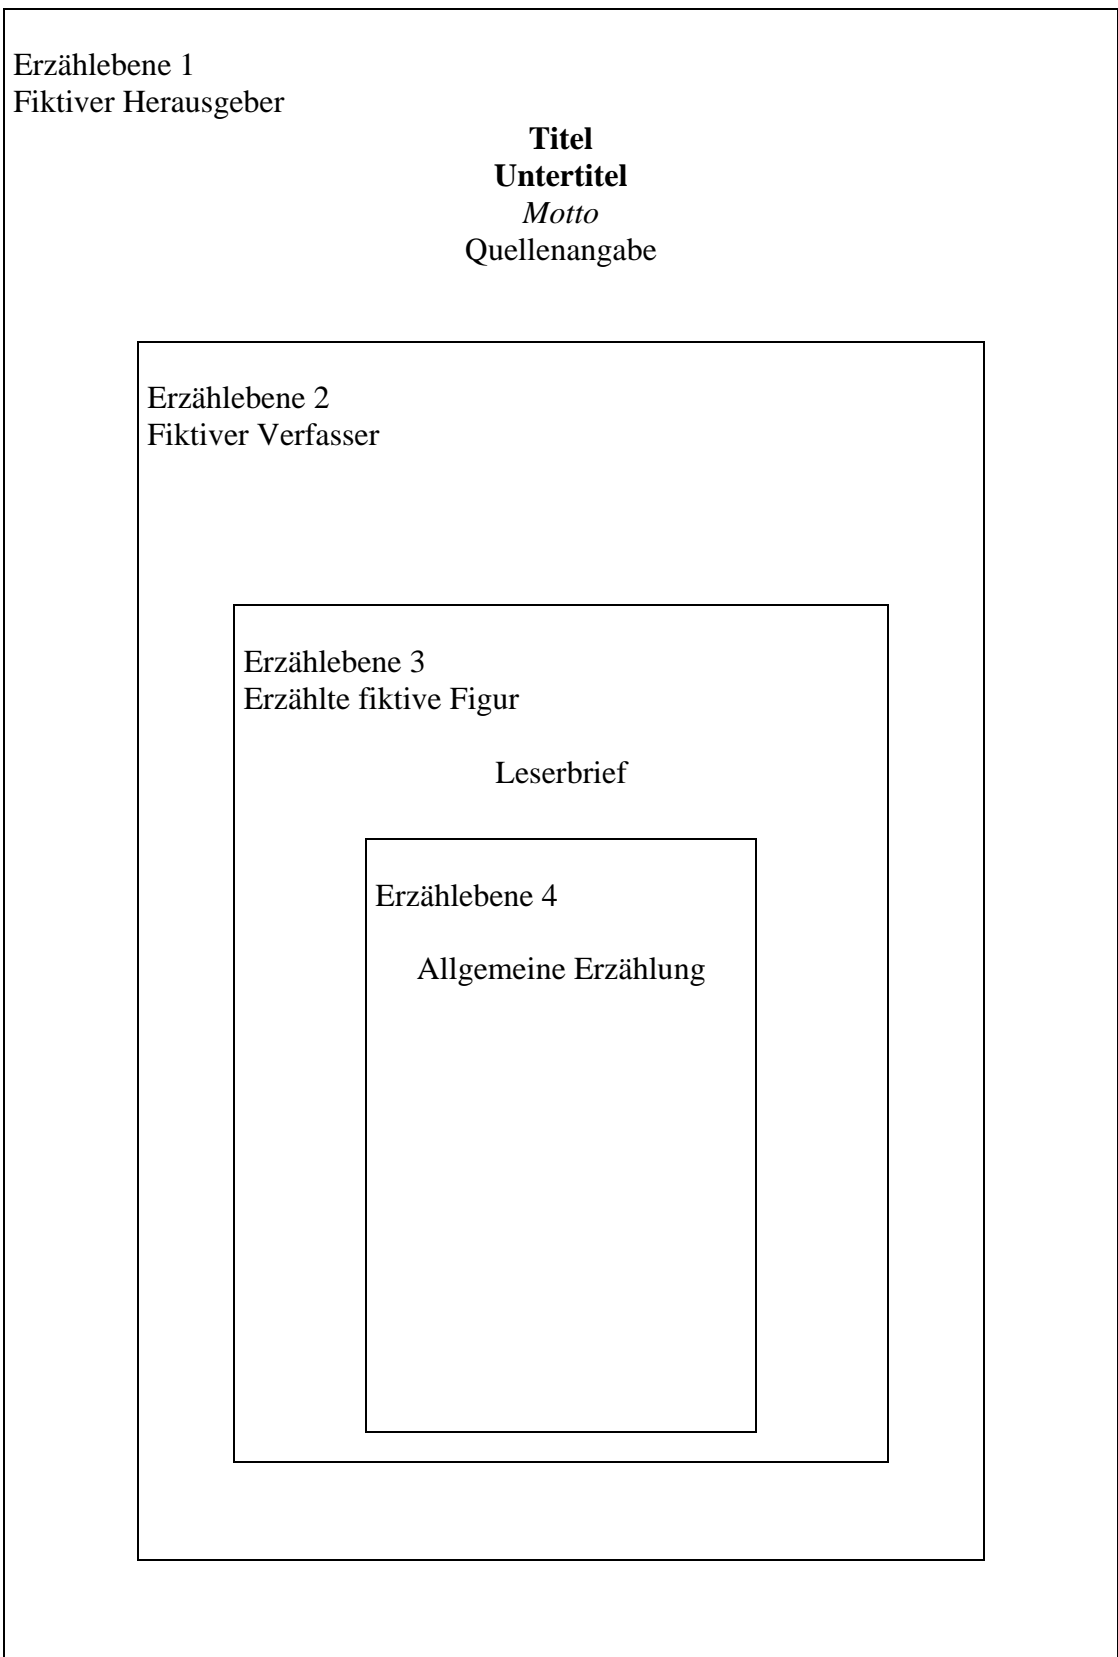 Erzählebene 1
Fiktiver Herausgeber
Titel
Untertitel
Motto
Quellenangabe
Erzählebene 2
Fiktiver Verfasser
Erzählebene 3
Erzählte fiktive Figur
Leserbrief
Erzählebene 4
Allgemeine Erzählung